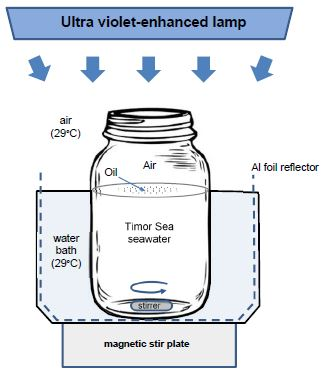 Ultra violet-enhanced lamp
air
(29°C)
Air
Oil
Al foil reflector
Timor Sea
seawater
water
bath
(29°C)
stirrer
magnetic stir plate